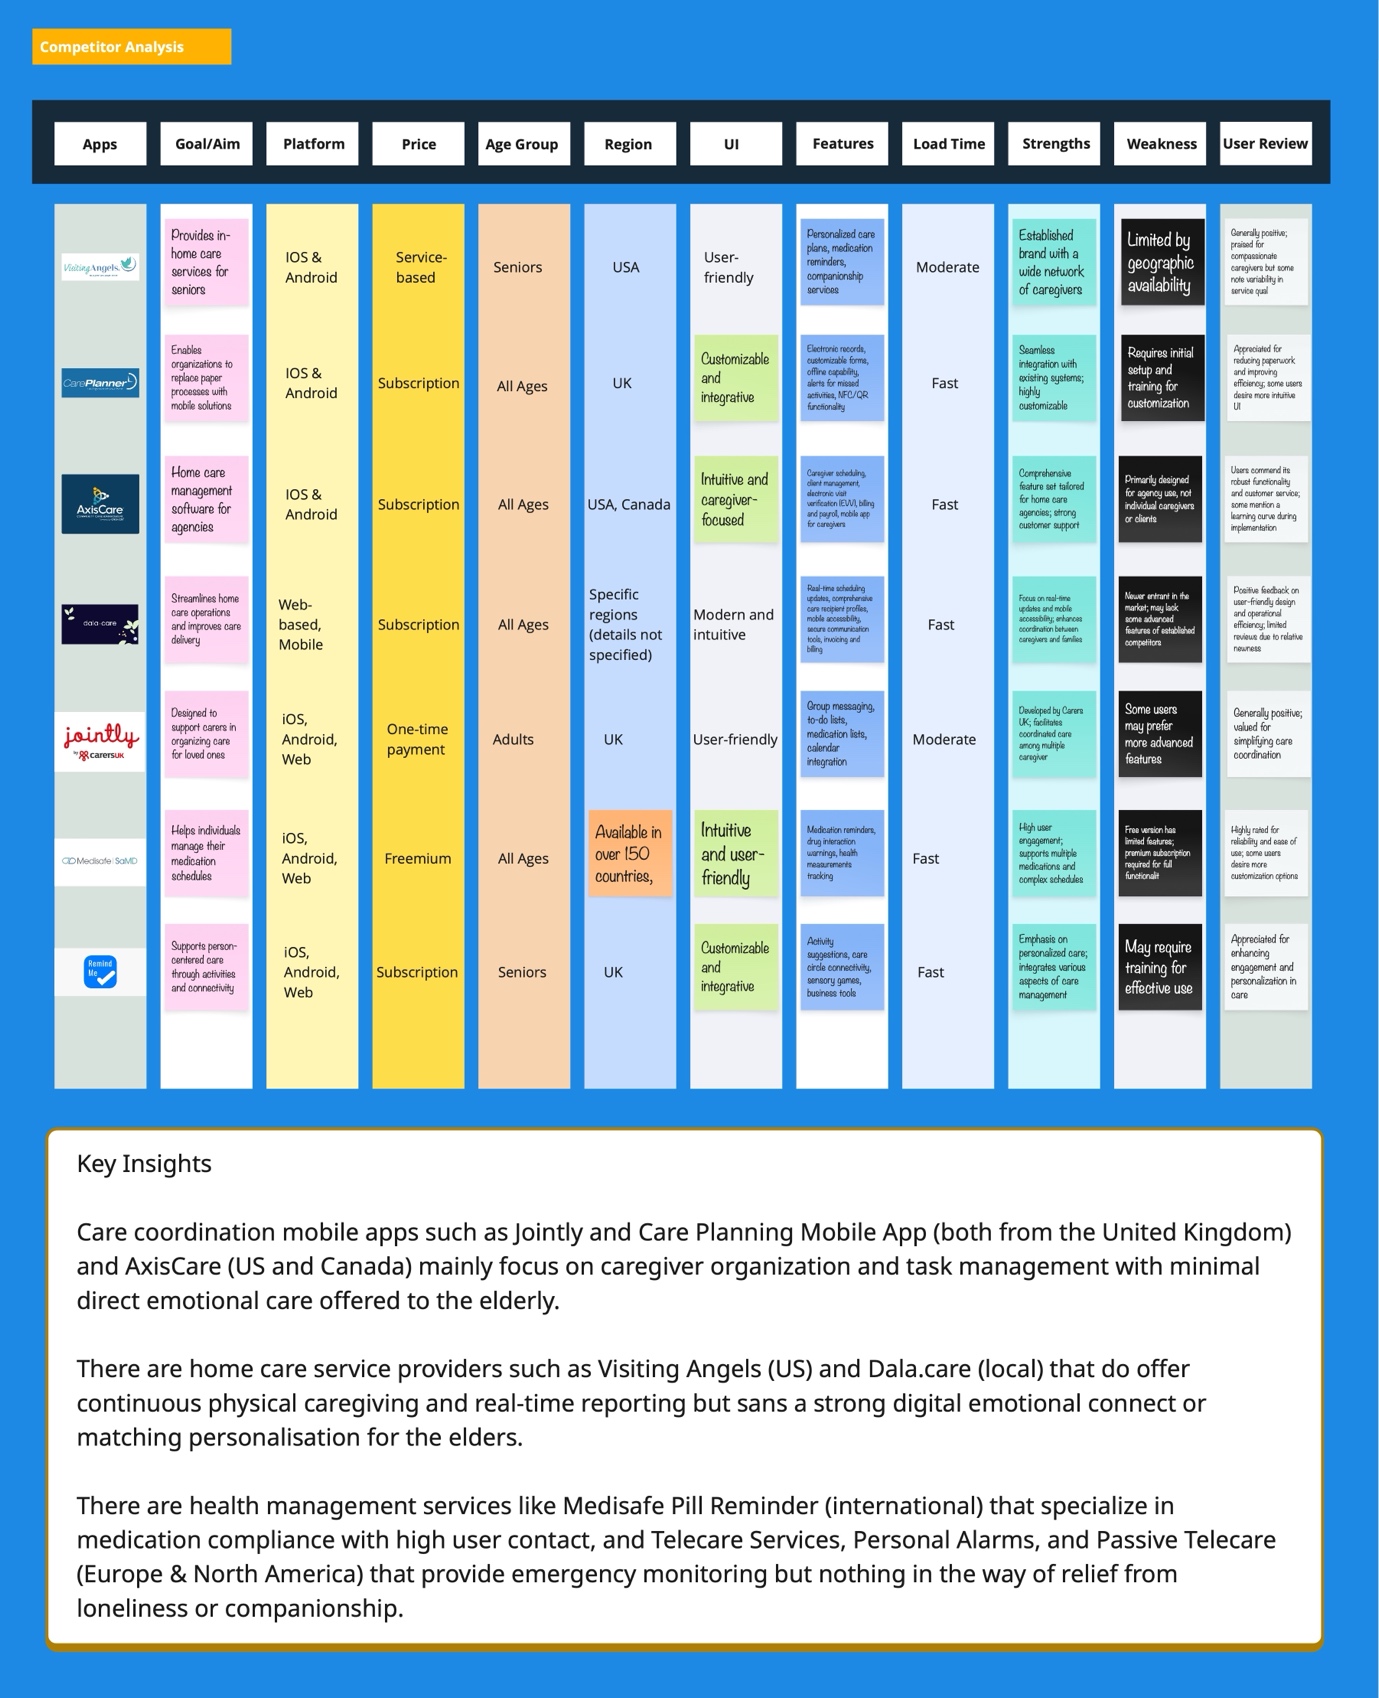 Competitor Analysis
Apps
Goal/Aim
Platform
Price
Age Group
Region
UI
Features
Load Time
Strengths
Weakness
User Review
Visiting Angels
Provides in-
home care
services for
seniors
IOS &
Android
Service-
based
Seniors
USA
User-
friendly
Personalized care
plans, medication
reminders,
companionship
services
Moderate
Established
brand with a
wide network
of caregivers
Limited by
geographic
availability
Generally positive;
praised for
compassionate
caregivers but some
note variability in
service qual
CarePlanner
Enables
organizations to
replace paper
processes with
mobile solutions
IOS &
Android
Subscription
All Ages
UK
Customizable
and
integrative
Electronic records,
customizable forms,
offline capability,
alerts for missed
activities, NFC/QR
functionality
Fast
Seamless
integration with
existing systems;
highly
customizable
Requires initial
setup and
training for
customization
Appreciated for
reducing paperwork
and improving
efficiency; some users
desire more intuitive
UI
AxisCare
Home care
management
software for
agencies
IOS &
Android
Subscription
All Ages
USA, Canada
Intuitive and
caregiver-
focused
Caregiver scheduling,
client management,
electronic visit
verification (EVV), billing
and payroll, mobile app
for caregivers
Fast
Comprehensive
feature set tailored
for home care
agencies; strong
customer support
Primarily designed
for agency use, not
individual caregivers
or clients
Users commend its
robust functionality
and customer service;
some mention a
learning curve during
implementation
dala.care
Streamlines home
care operations
and improves care
delivery
Web-
based,
Mobile
Subscription
All Ages
Specific
regions
(details not
specified)
Modern and
intuitive
Real-time scheduling
updates, comprehensive
care recipient profiles,
mobile accessibility,
secure communication
tools, invoicing and
billing
Fast
Focus on real-time
updates and mobile
accessibility; enhances
coordination between
caregivers and families
Newer entrant in the
market; may lack
some advanced
features of established
competitors
Positive feedback on
user-friendly design
and operational
efficiency; limited
reviews due to relative
newness
jointly
by carersUK
Designed to
support carers in
organizing care
for loved ones
iOS,
Android,
Web
One-time
payment
Adults
UK
User-friendly
Group messaging,
to-do lists,
medication lists,
calendar
integration
Moderate
Developed by Carers
UK; facilitates
coordinated care
among multiple
caregiver
Some users
may prefer
more advanced
features
Generally positive;
valued for
simplifying care
coordination
Medisafe|SaMD
Helps individuals
manage their
medication
schedules
iOS,
Android,
Web
Freemium
All Ages
Available in
over 150
countries,
Intuitive
and user-
friendly
Medication reminders,
drug interaction
warnings, health
measurements
tracking
Fast
High user
engagement;
supports multiple
medications and
complex schedules
Free version has
limited features;
premium subscription
required for full
functionalit
Highly rated for
reliability and ease of
use; some users
desire more
customization options
Remind
Me
Supports person-
centered care
through activities
and connectivity
iOS,
Android,
Web
Subscription
Seniors
UK
Customizable
and
integrative
Activity
suggestions, care
circle connectivity,
sensory games,
business tools
Fast
Emphasis on
personalized care;
integrates various
aspects of care
management
May require
training for
effective use
Appreciated for
enhancing
engagement and
personalization in
care
Key Insights
Care coordination mobile apps such as Jointly and Care Planning Mobile App (both from the United Kingdom)
and AxisCare (US and Canada) mainly focus on caregiver organization and task management with minimal
direct emotional care offered to the elderly.
There are home care service providers such as Visiting Angels (US) and Dala.care (local) that do offer
continuous physical caregiving and real-time reporting but sans a strong digital emotional connect or
matching personalisation for the elders.
There are health management services like Medisafe Pill Reminder (international) that specialize in
medication compliance with high user contact, and Telecare Services, Personal Alarms, and Passive Telecare
(Europe & North America) that provide emergency monitoring but nothing in the way of relief from
loneliness or companionship.